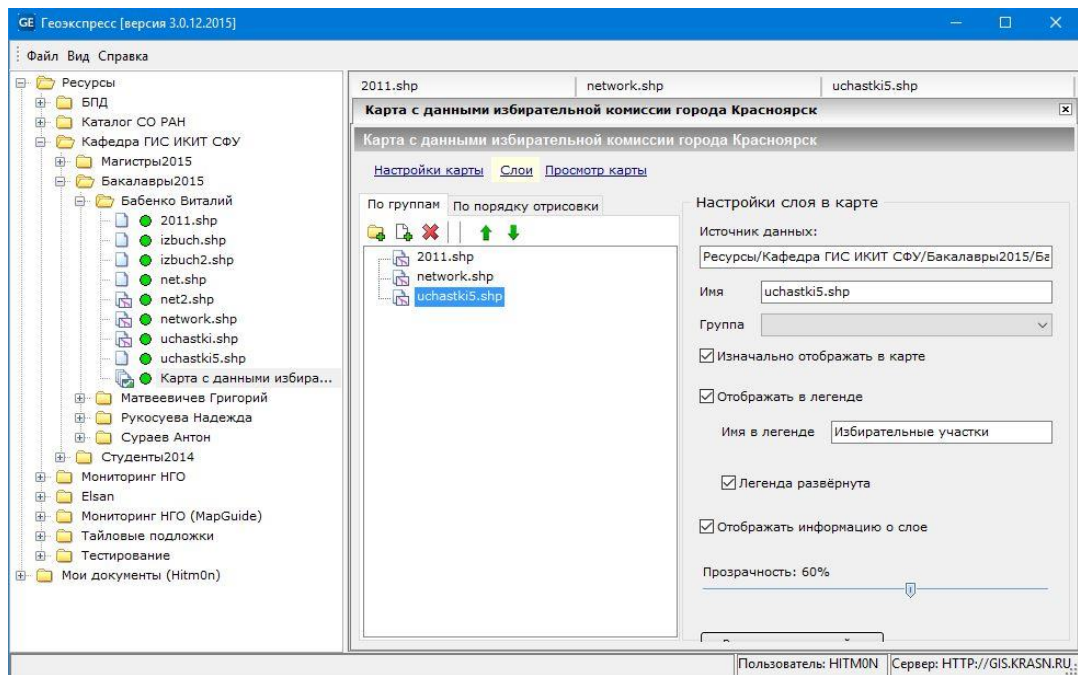 GE Геоэкспресс [версия 3.0.12.2015]
Файл Вид Справка
Ресурсы
БПД
Каталог СО РАН
Кафедра ГИС ИКИТ СФУ
Магистры2015
Бакалавры2015
Бабенко Виталий
2011.shp
izbuch.shp
izbuch2.shp
net.shp
net2.shp
network.shp
uchastki.shp
uchastki5.shp
Карта с данными избира...
Матвеевичев Григорий
Рукосуева Надежда
Сураев Антон
Студенты2014
Мониторинг НГО
Elsan
Мониторинг НГО (MapGuide)
Тайловые подложки
Тестирование
Мои документы (Hitm0n)
2011.shp network.shp uchastki5.shp
Карта с данными избирательной комиссии города Красноярск
Карта с данными избирательной комиссии города Красноярск
Настройки карты Слои Просмотр карты
По группам По порядку отрисовки
2011.shp
network.shp
uchastki5.shp
Настройки слоя в карте
Источник данных:
Ресурсы/Кафедра ГИС ИКИТ СФУ/Бакалавры2015/Ба
Имя uchastki5.shp
Группа
Изначально отображать в карте
Отображать в легенде
Имя в легенде Избирательные участки
Легенда развёрнута
Отображать информацию о слое
Прозрачность: 60%
Пользователь: HITM0N Сервер: HTTP://GIS.KRASN.RU